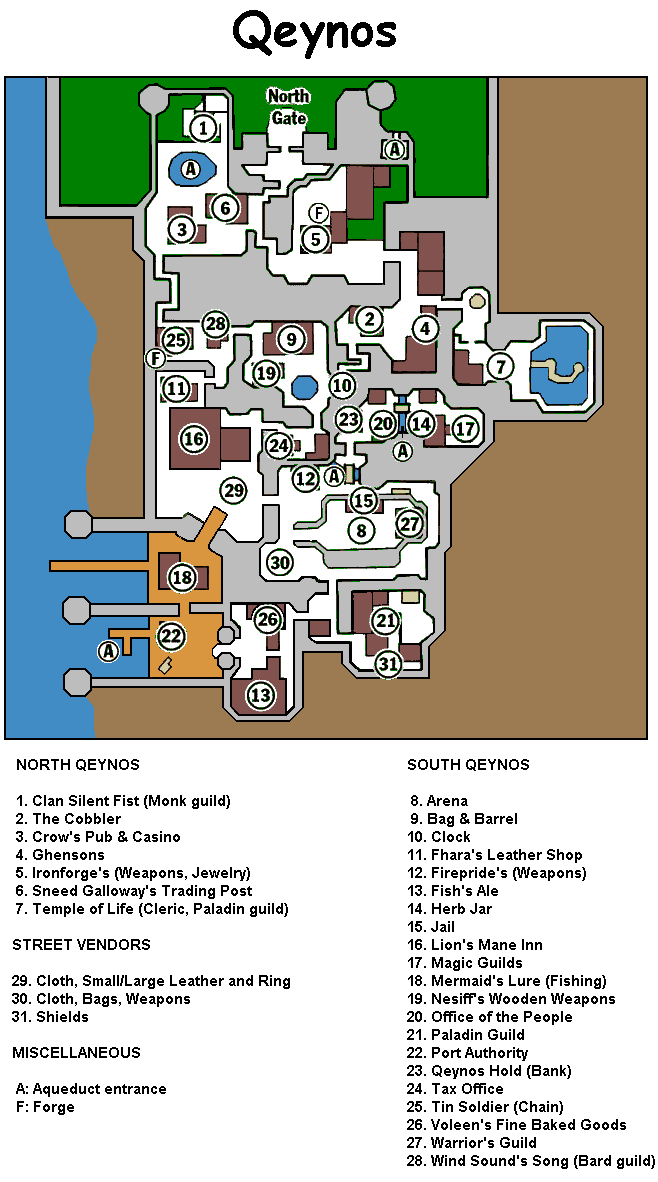 Qeynos
North
Gate
1
A
A
6
F
3
5
28
2
4
25
9
F
7
19
11
10
23
20
14
17
16
24
A
12
A
29
15
27
8
30
18
26
21
22
A
31
13
NORTH QEYNOS
1. Clan Silent Fist (Monk guild)
2. The Cobbler
3. Crow's Pub & Casino
4. Ghensons
5. Ironforge's (Weapons, Jewelry)
6. Sneed Galloway's Trading Post
7. Temple of Life (Cleric, Paladin guild)
STREET VENDORS
29. Cloth, Small/Large Leather and Ring
30. Cloth, Bags, Weapons
31. Shields
MISCELLANEOUS
A: Aqueduct entrance
F: Forge
SOUTH QEYNOS
8. Arena
9. Bag & Barrel
10. Clock
11. Fhara's Leather Shop
12. Firepride's (Weapons)
13. Fish's Ale
14. Herb Jar
15. Jail
16. Lion's Mane Inn
17. Magic Guilds
18. Mermaid's Lure (Fishing)
19. Nesiff's Wooden Weapons
20. Office of the People
21. Paladin Guild
22. Port Authority
23. Qeynos Hold (Bank)
24. Tax Office
25. Tin Soldier (Chain)
26. Voleen's Fine Baked Goods
27. Warrior's Guild
28. Wind Sound's Song (Bard guild)